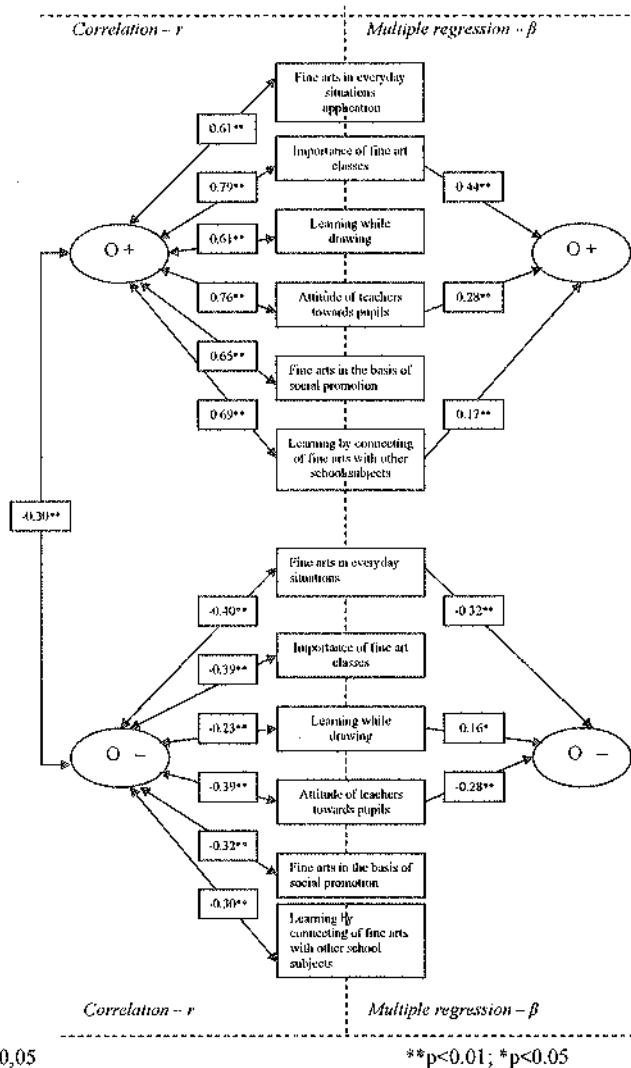 Correlation – r
Multiple regression – β
Fine arts in everyday
situations
application
0.61**
Importance of fine art
classes
0.79**
0.44**
Learning while
drawing
0.61**
O +
O +
Attitude of teachers
towards pupils
0.76**
0.28**
Fine arts in the basis of
social promotion
0.65**
Learning by connecting
of fine arts with other
school subjects
0.69**
0.17**
-0.30**
Fine arts in everyday
situations
-0.40**
-0.32**
Importance of fine art
classes
-0.39**
Learning while
drawing
-0.23**
0.16*
O –
O –
Attitude of teachers
towards pupils
-0.39**
-0.28**
Fine arts in the basis of
social promotion
-0.32**
Learning by
connecting of fine arts
with other school
subjects
-0.30**
Correlation – r
Multiple regression – β
0,05
**p<0.01; *p<0.05